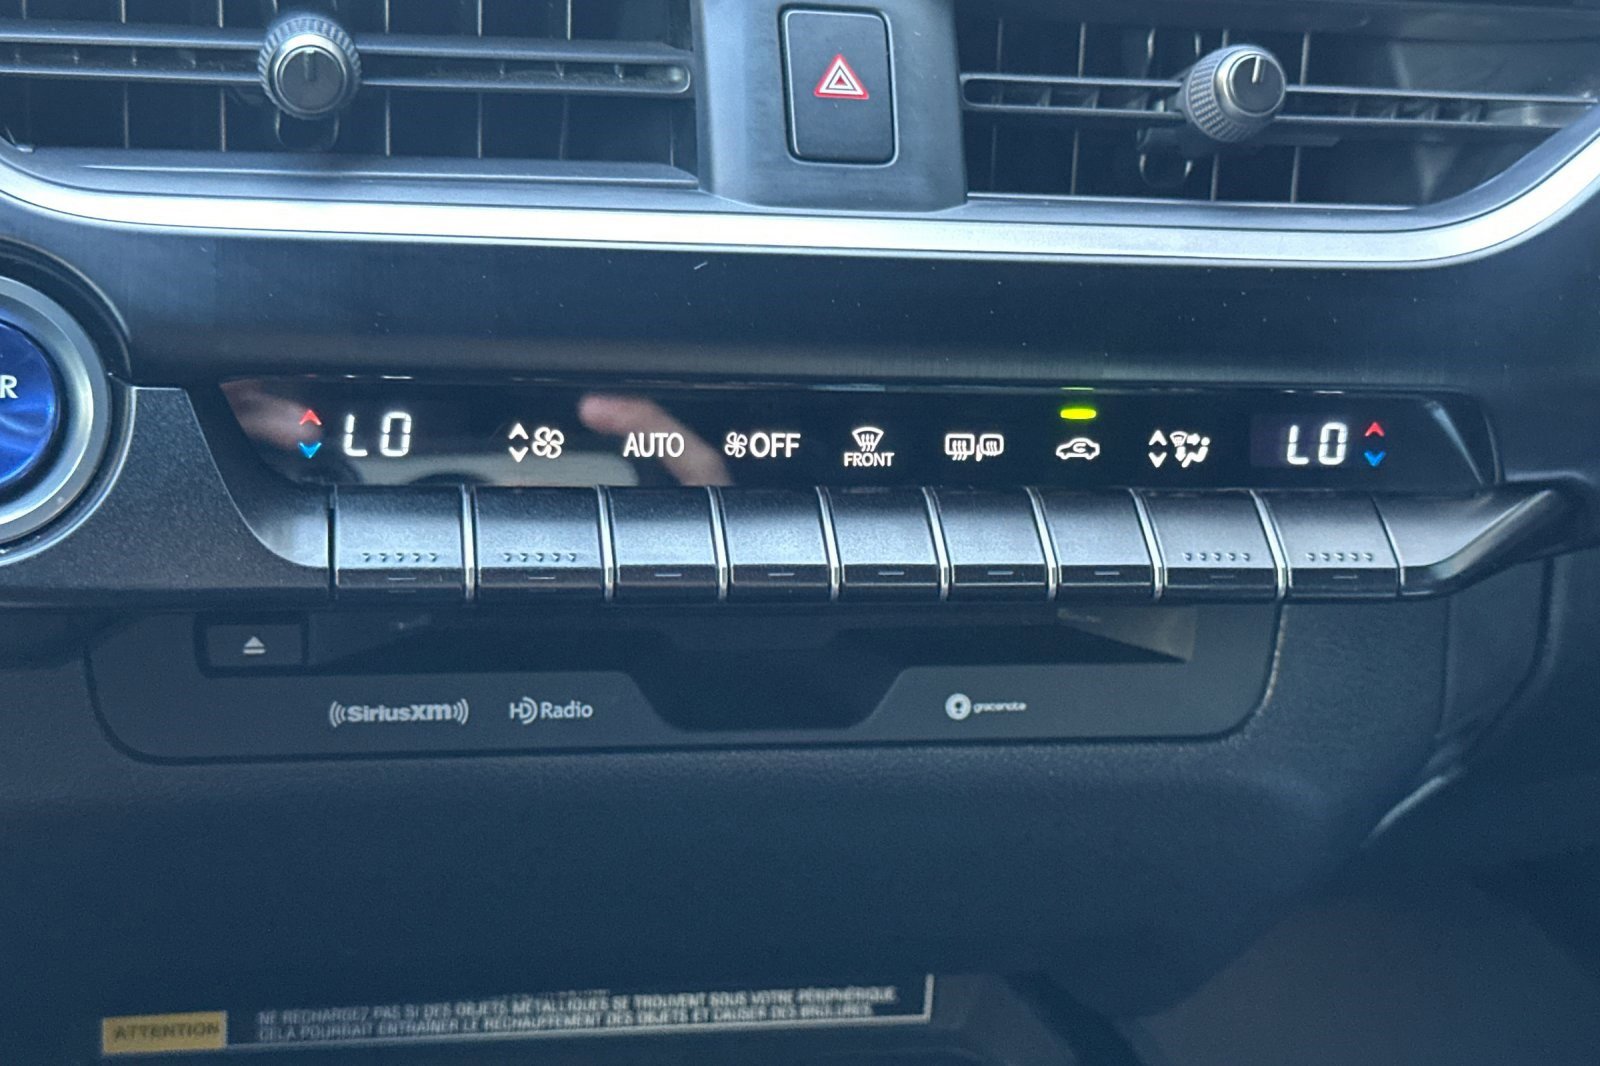 R
LO
AUTO
OFF
FRONT
LO
((SiriusXM))
HD Radio
gracenote
ATTENTION
NE RECHARGEZ PAS SI DES OBJETS MÉTALLIQUES SE TROUVENT SOUS VOTRE PÉRIPHÉRIQUE.
CELA POURRAIT ENTRAÎNER LE RÉCHAUFFEMENT DES OBJETS ET CAUSER DES BRÛLURES.